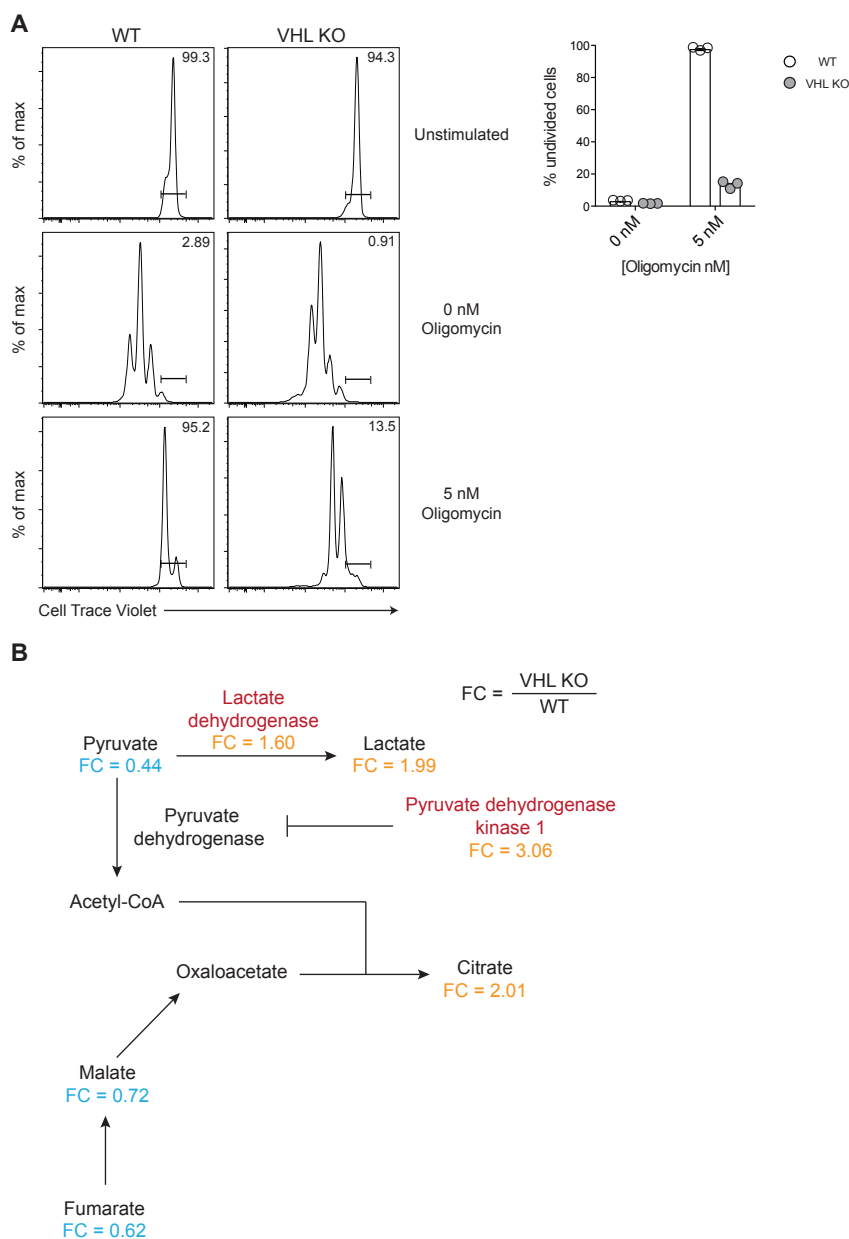 A
WT
VHL KO
% of max
99.3
94.3
Unstimulated
% of max
2.89
0.91
0 nM
Oligomycin
% of max
95.2
13.5
5 nM
Oligomycin
Cell Trace Violet
% undivided cells
100
80
60
40
20
0
0 nM
5 nM
[Oligomycin nM]
WT
VHL KO
B
FC = VHL KO
WT
Lactate
dehydrogenase
FC = 1.60
Pyruvate
FC = 0.44
Lactate
FC = 1.99
Pyruvate
dehydrogenase
Pyruvate dehydrogenase
kinase 1
FC = 3.06
Acetyl-CoA
Oxaloacetate
Citrate
FC = 2.01
Malate
FC = 0.72
Fumarate
FC = 0.62